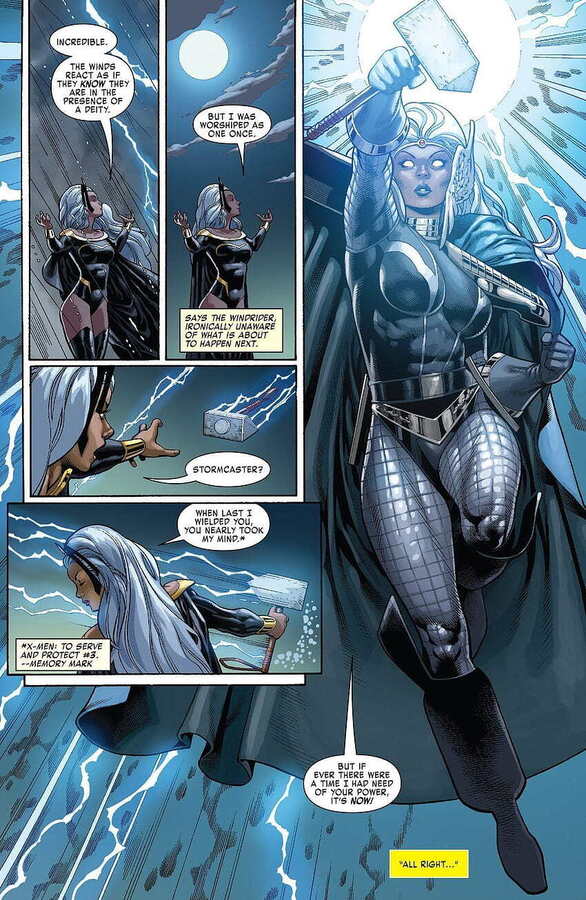 INCREDIBLE.
THE WINDS
REACT AS IF
THEY KNOW THEY
ARE IN THE
PRESENCE OF
A DEITY.
BUT I WAS
WORSHIPED AS
ONE ONCE.
SAYS THE WINDRIDER,
IRONICALLY UNAWARE
OF WHAT IS ABOUT
TO HAPPEN NEXT.
STORMCASTER?
WHEN LAST I
WIELDED YOU,
YOU NEARLY TOOK
MY MIND.*
*X-MEN: TO SERVE
AND PROTECT #3.
--MEMORY MARK
BUT IF
EVER THERE WERE
A TIME I HAD NEED
OF YOUR POWER,
IT'S NOW!
"ALL RIGHT..."